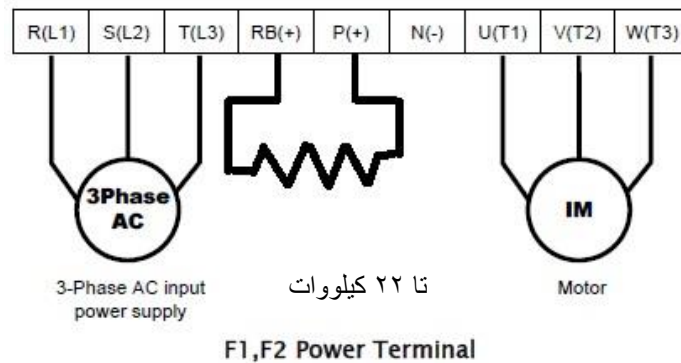 R(L1) S(L2) T(L3) RB(+) P(+) N(-) U(T1) V(T2) W(T3)
3Phase
AC
IM
3-Phase AC input
power supply
تا ۲۲ کیلووات
Motor
F1,F2 Power Terminal